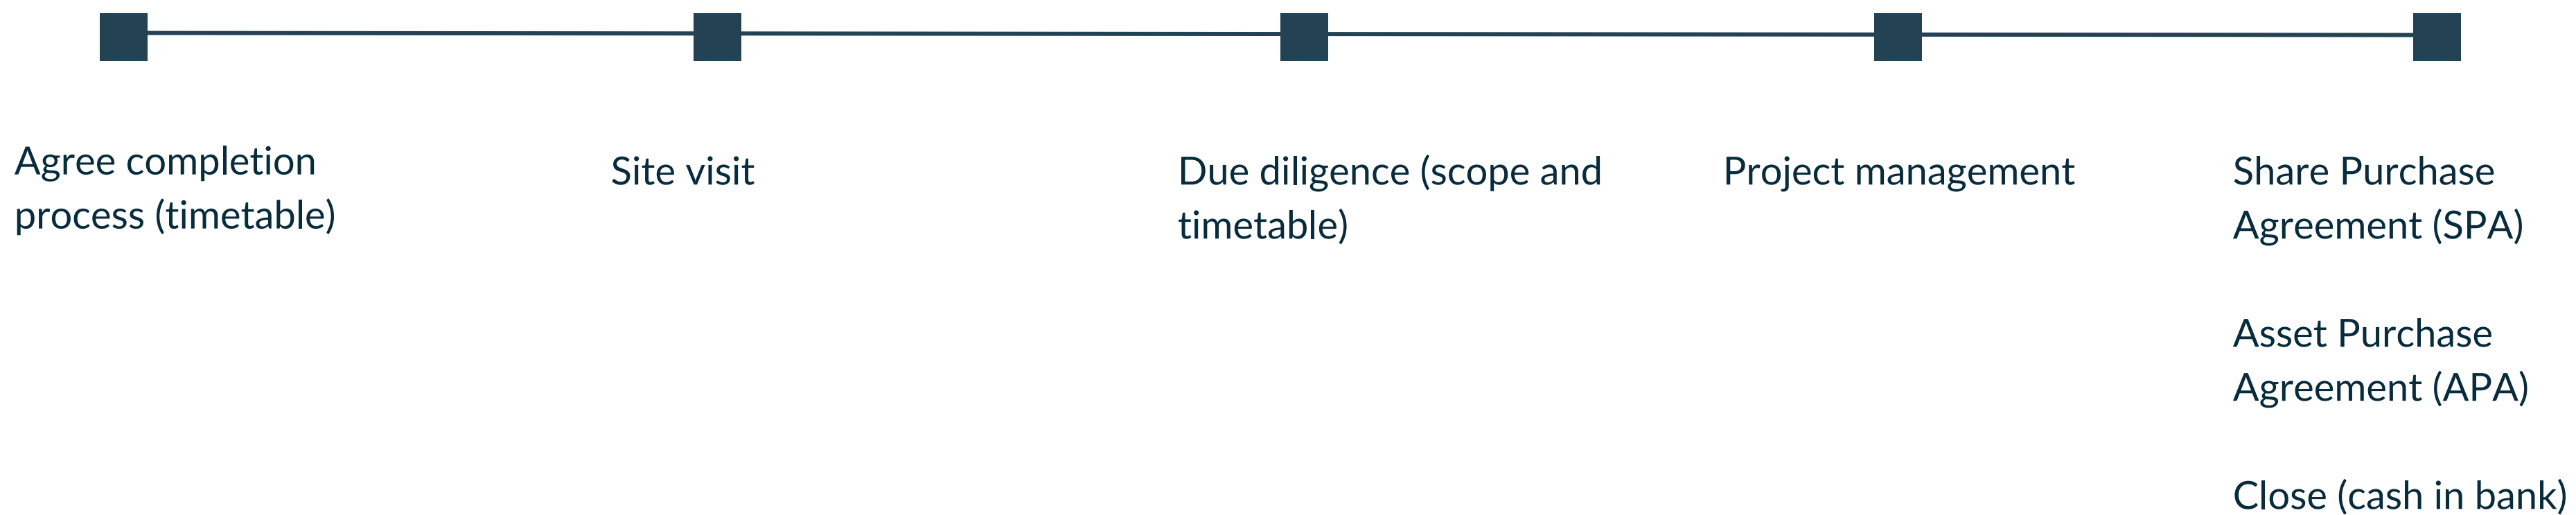 Agree completion
process (timetable)
Site visit
Due diligence (scope and
timetable)
Project management
Share Purchase
Agreement (SPA)
Asset Purchase
Agreement (APA)
Close (cash in bank)